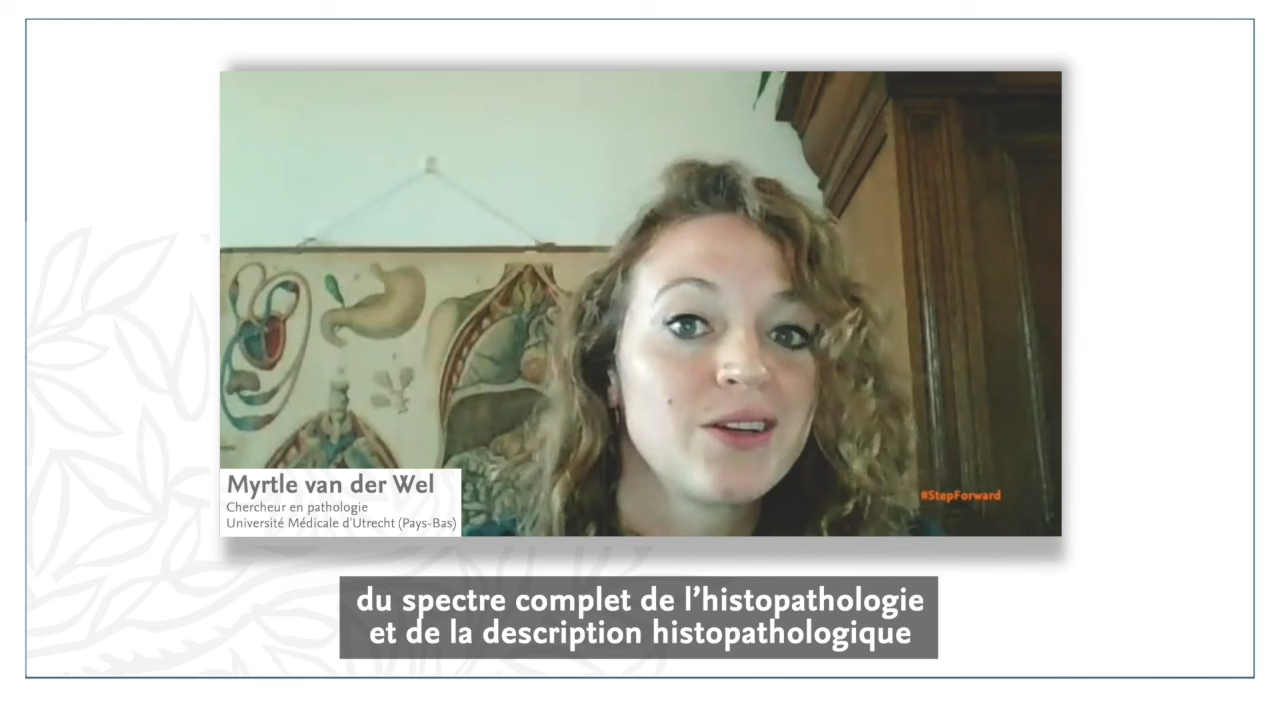 Myrtle van der Wel
Chercheur en pathologie
Université Médicale d'Utrecht (Pays-Bas)
#StepForward
du spectre complet de l'histopathologie
et de la description histopathologique